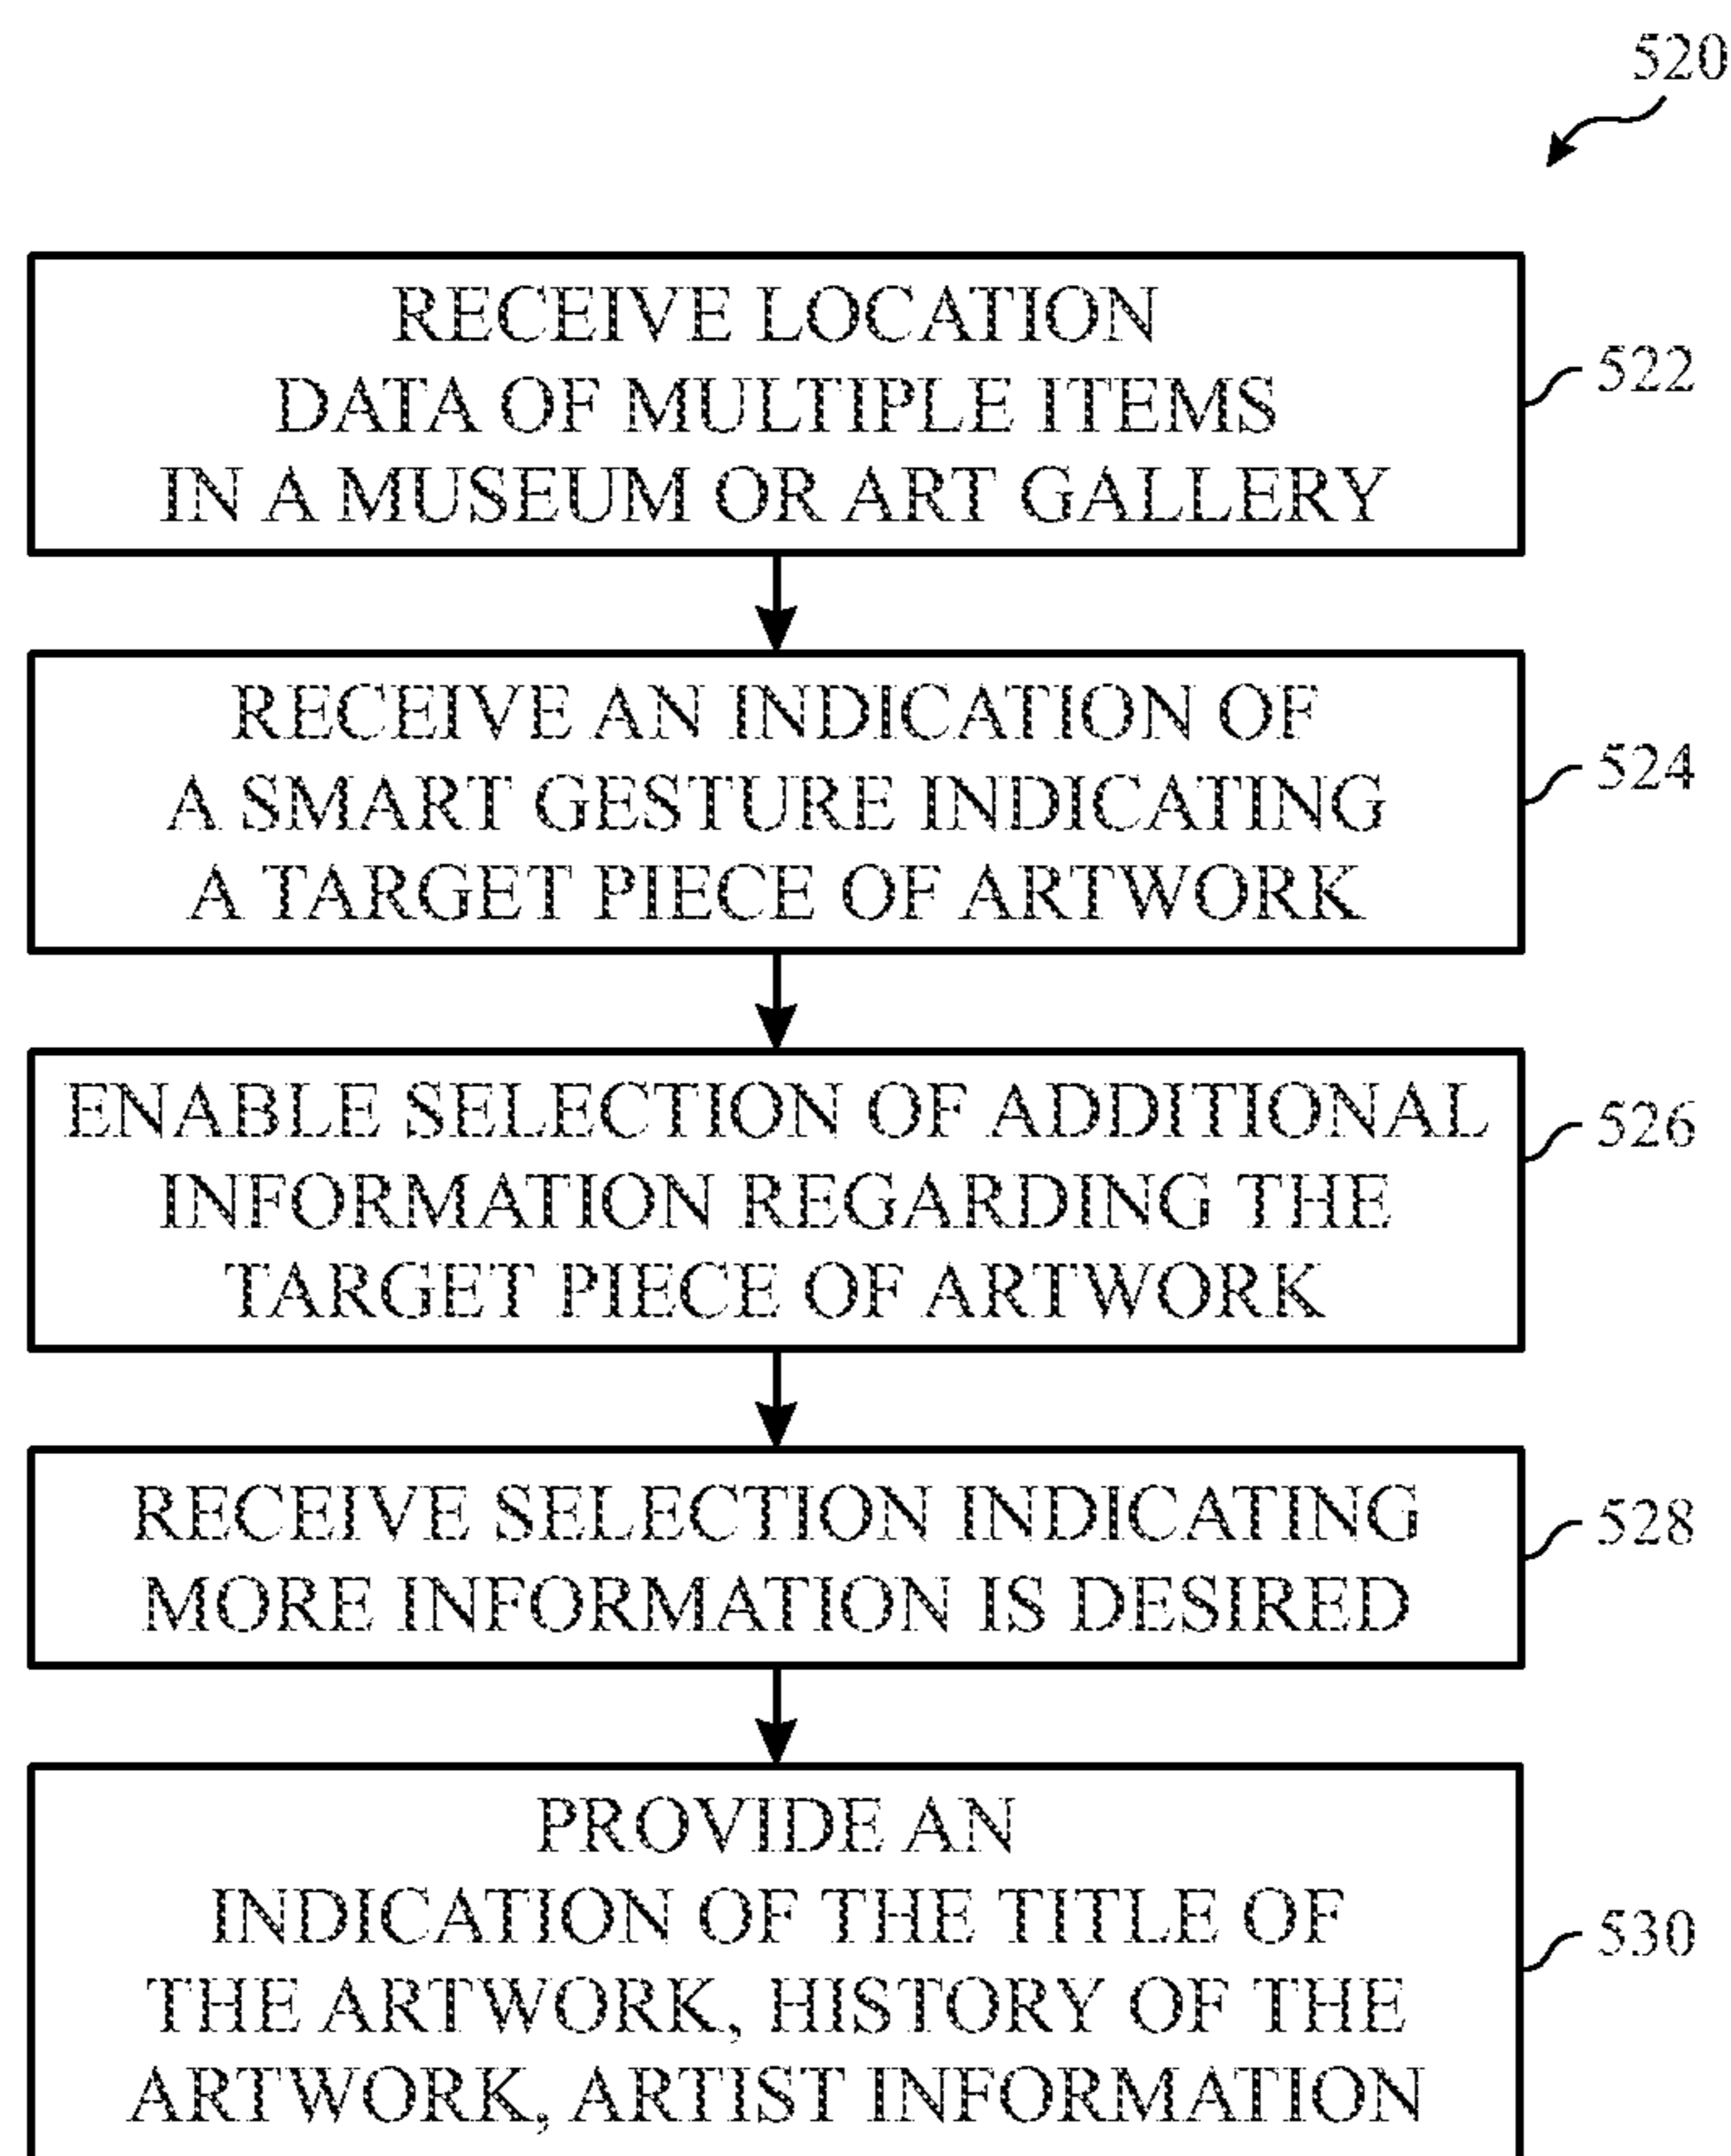 520
RECEIVE LOCATION
DATA OF MULTIPLE ITEMS
IN A MUSEUM OR ART GALLERY
522
RECEIVE AN INDICATION OF
A SMART GESTURE INDICATING
A TARGET PIECE OF ARTWORK
524
ENABLE SELECTION OF ADDITIONAL
INFORMATION REGARDING THE
TARGET PIECE OF ARTWORK
526
RECEIVE SELECTION INDICATING
MORE INFORMATION IS DESIRED
528
PROVIDE AN
INDICATION OF THE TITLE OF
THE ARTWORK, HISTORY OF THE
ARTWORK, ARTIST INFORMATION
530